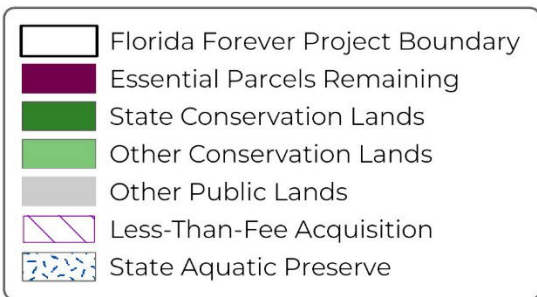 Florida Forever Project Boundary
Essential Parcels Remaining
State Conservation Lands
Other Conservation Lands
Other Public Lands
Less-Than-Fee Acquisition
State Aquatic Preserve